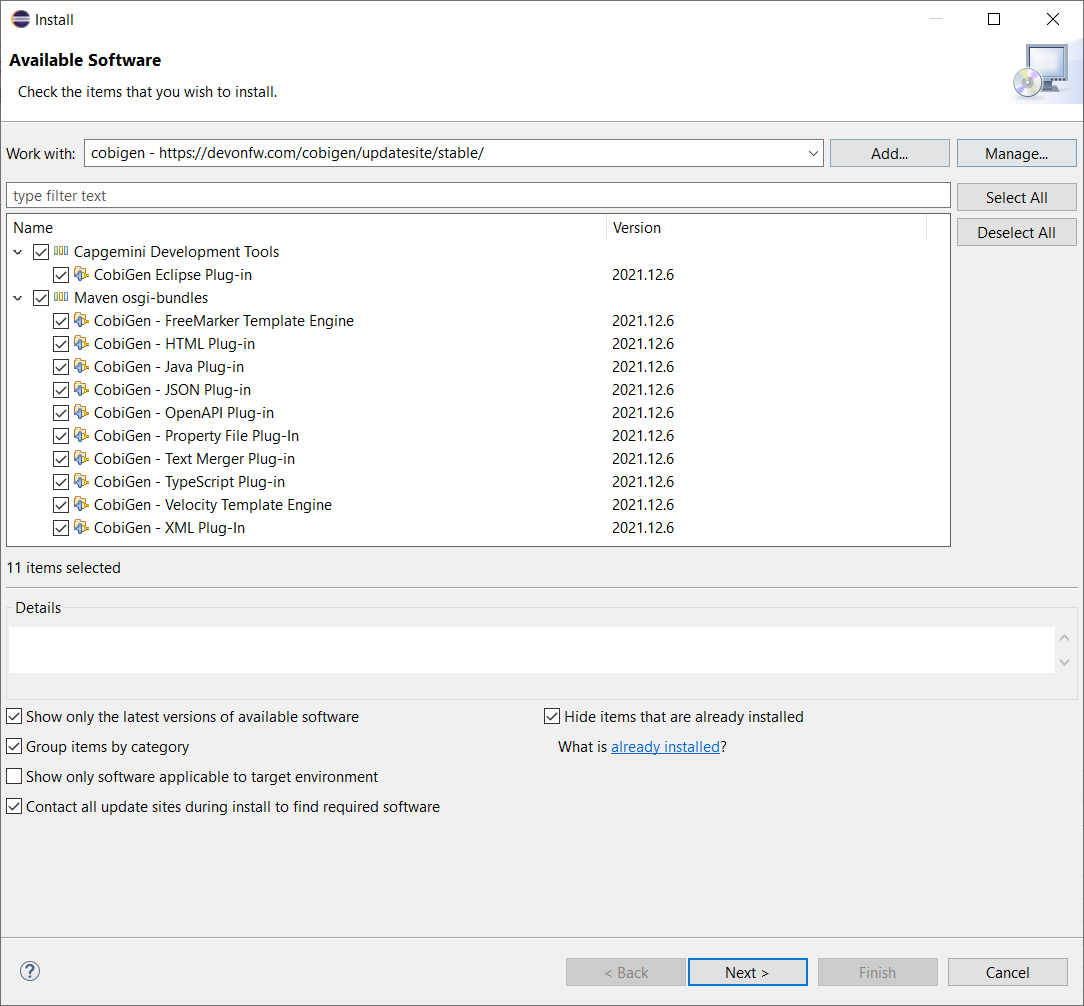 Install
Available Software
Check the items that you wish to install.
Work with: cobigen - https://devonfw.com/cobigen/updatesite/stable/ Add... Manage...
type filter text Select All
Deselect All
Name Version
Capgemini Development Tools
CobiGen Eclipse Plug-in 2021.12.6
Maven osgi-bundles
CobiGen - FreeMarker Template Engine 2021.12.6
CobiGen - HTML Plug-in 2021.12.6
CobiGen - Java Plug-in 2021.12.6
CobiGen - JSON Plug-in 2021.12.6
CobiGen - OpenAPI Plug-in 2021.12.6
CobiGen - Property File Plug-In 2021.12.6
CobiGen - Text Merger Plug-in 2021.12.6
CobiGen - TypeScript Plug-in 2021.12.6
CobiGen - Velocity Template Engine 2021.12.6
CobiGen - XML Plug-In 2021.12.6
11 items selected
Details
Show only the latest versions of available software Hide items that are already installed
Group items by category What is already installed?
Show only software applicable to target environment
Contact all update sites during install to find required software
? < Back Next > Finish Cancel